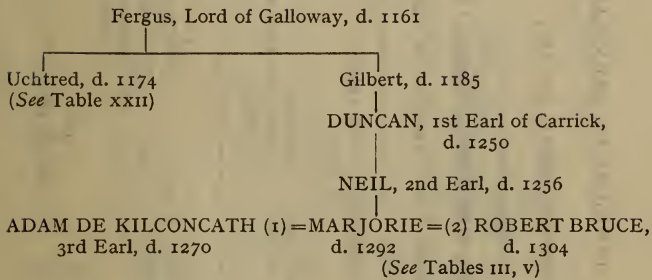 Fergus, Lord of Galloway, d. 1161
Uchtred, d. 1174 Gilbert, d. 1185
(See Table XXII)
DUNCAN, 1st Earl of Carrick,
d. 1250
NEIL, 2nd Earl, d. 1256
ADAM DE KILCONCATH (1)=MARJORIE=(2) ROBERT BRUCE,
3rd Earl, d. 1270 d. 1292 d. 1304
(See Tables III, V)